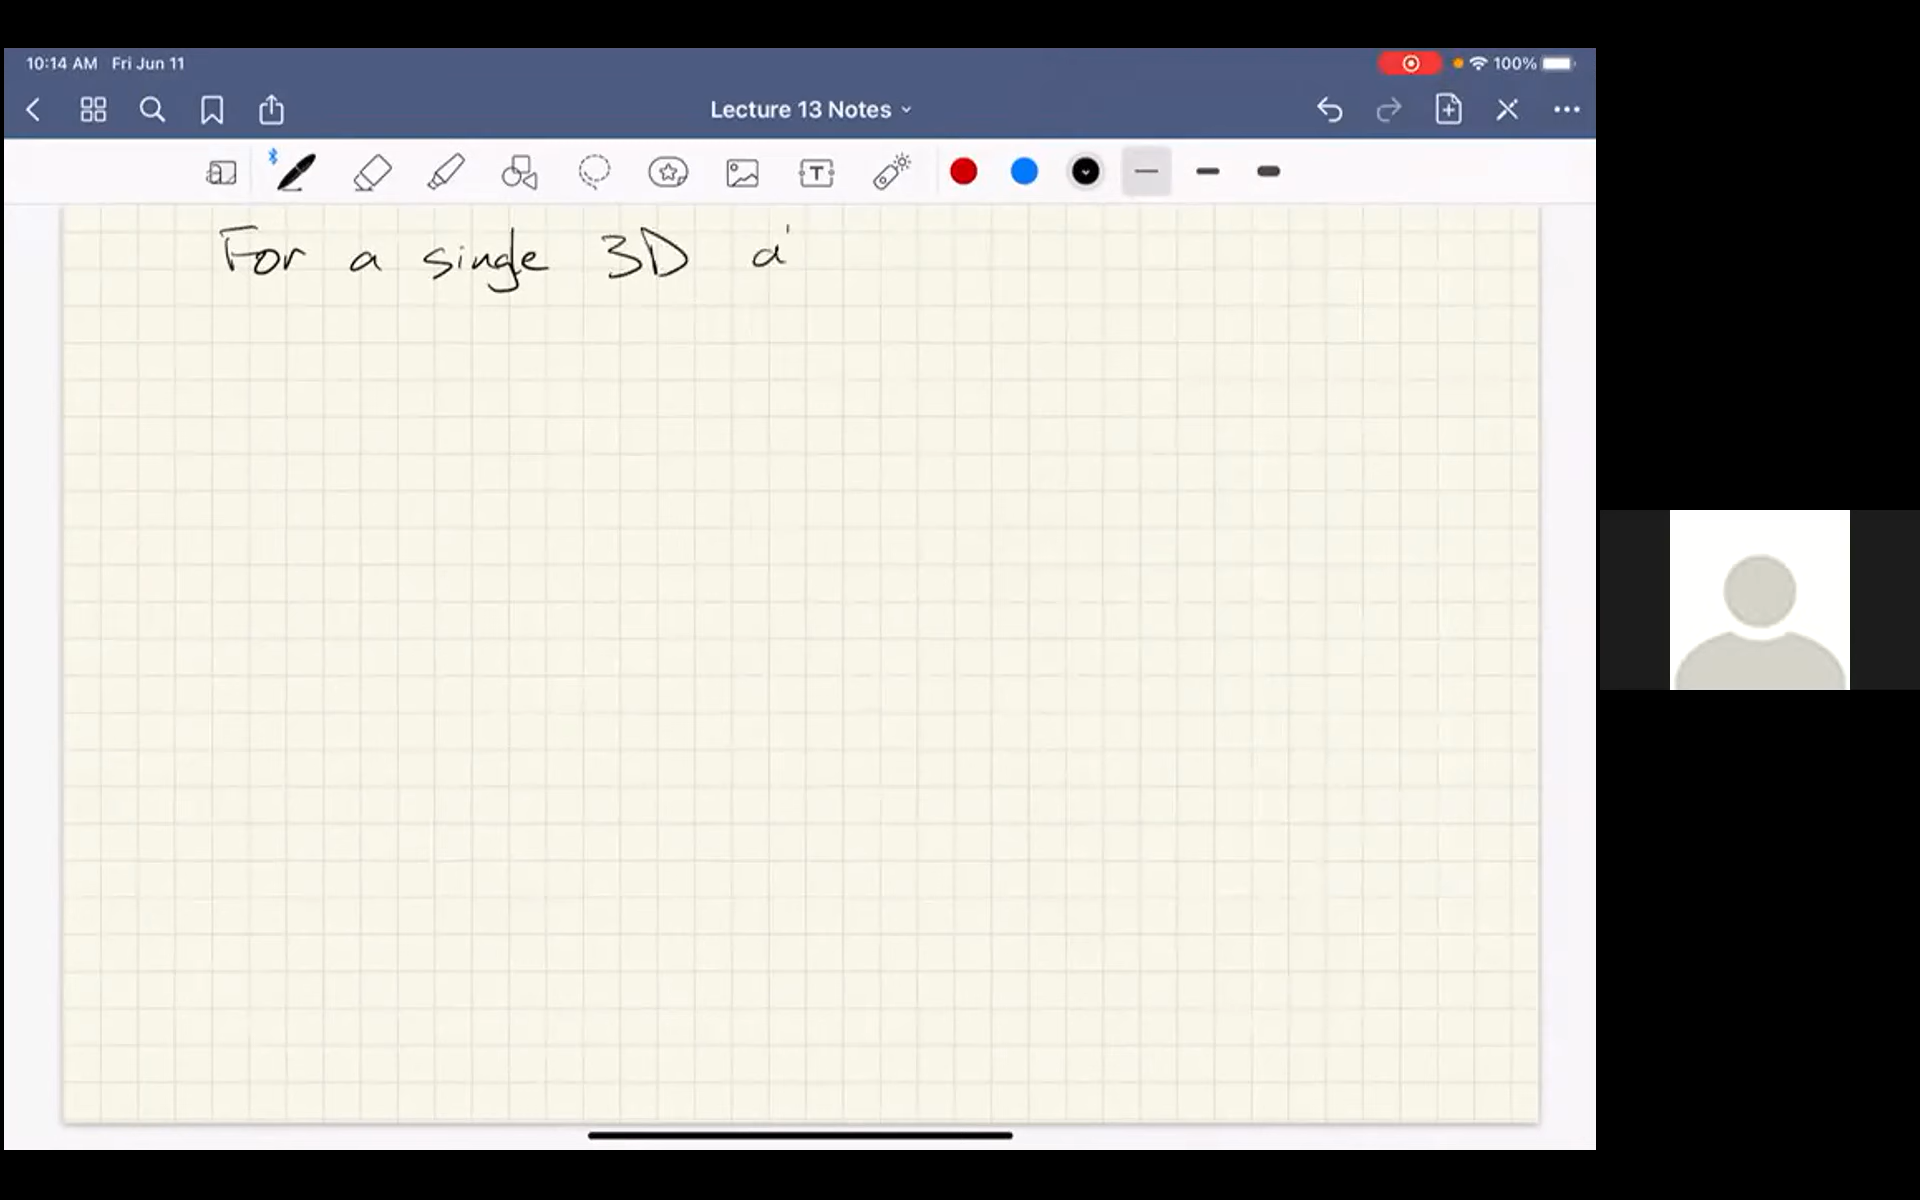 10:14 AM Fri Jun 11
100%
Lecture 13 Notes
T
For a single 3D